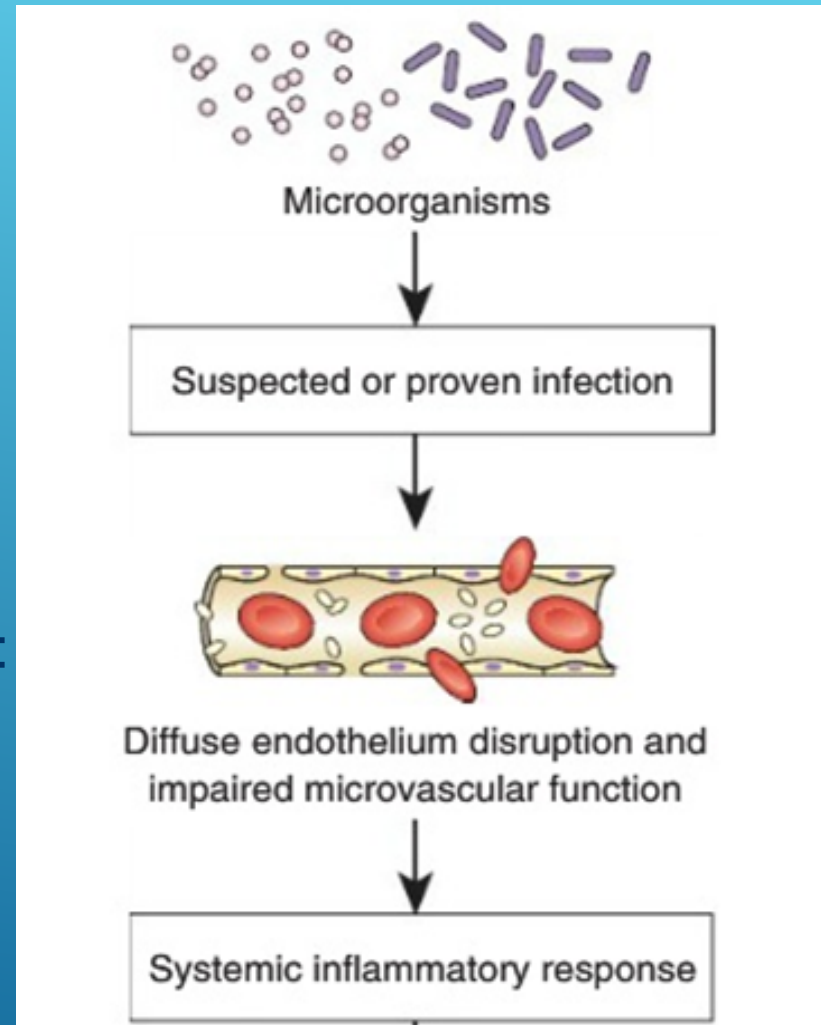 Microorganisms
Suspected or proven infection
Diffuse endothelium disruption and
impaired microvascular function
Systemic inflammatory response